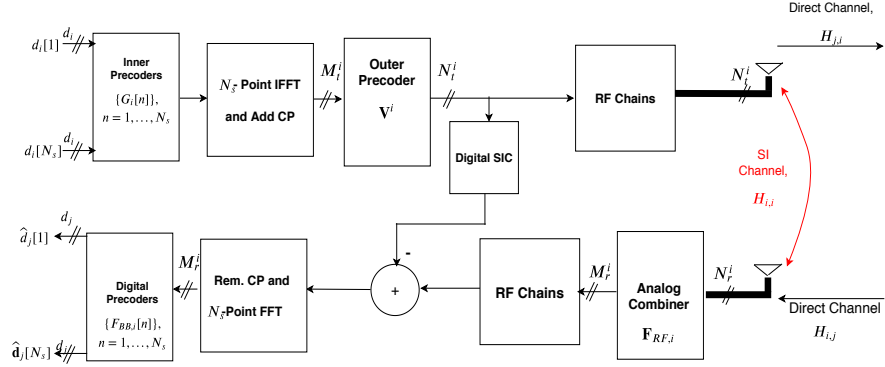 Direct Channel,
H_{j,i}
d_i[1]
d_i
Inner
Precoders
{G_i[n]},
n = 1, . . . , N_s
d_i[N_s]
d_i
N_s- Point IFFT
and Add CP
M_t^i
Outer
Precoder
V^i
N_t^i
RF Chains
N_t^i
Digital SIC
SI
Channel,
H_{i,i}
d̂_j[1]
d_j
Digital
Precoders
{F_{BB,i}[n]},
n = 1, . . . , N_s
d̂_j[N_s]
d_j
M_r^i
Rem. CP and
N_s-Point FFT
-
+
RF Chains
M_r^i
Analog
Combiner
F_{RF,i}
N_r^i
Direct Channel
H_{i,j}